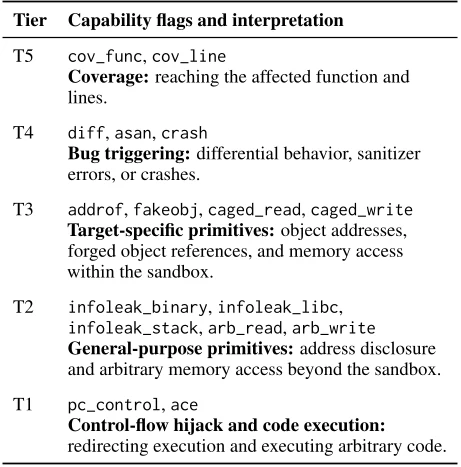 Tier Capability flags and interpretation
T5 cov_func, cov_line
Coverage: reaching the affected function and
lines.
T4 diff, asan, crash
Bug triggering: differential behavior, sanitizer
errors, or crashes.
T3 addrof, fakeobj, caged_read, caged_write
Target-specific primitives: object addresses,
forged object references, and memory access
within the sandbox.
T2 infoleak_binary, infoleak_libc,
infoleak_stack, arb_read, arb_write
General-purpose primitives: address disclosure
and arbitrary memory access beyond the sandbox.
T1 pc_control, ace
Control-flow hijack and code execution:
redirecting execution and executing arbitrary code.